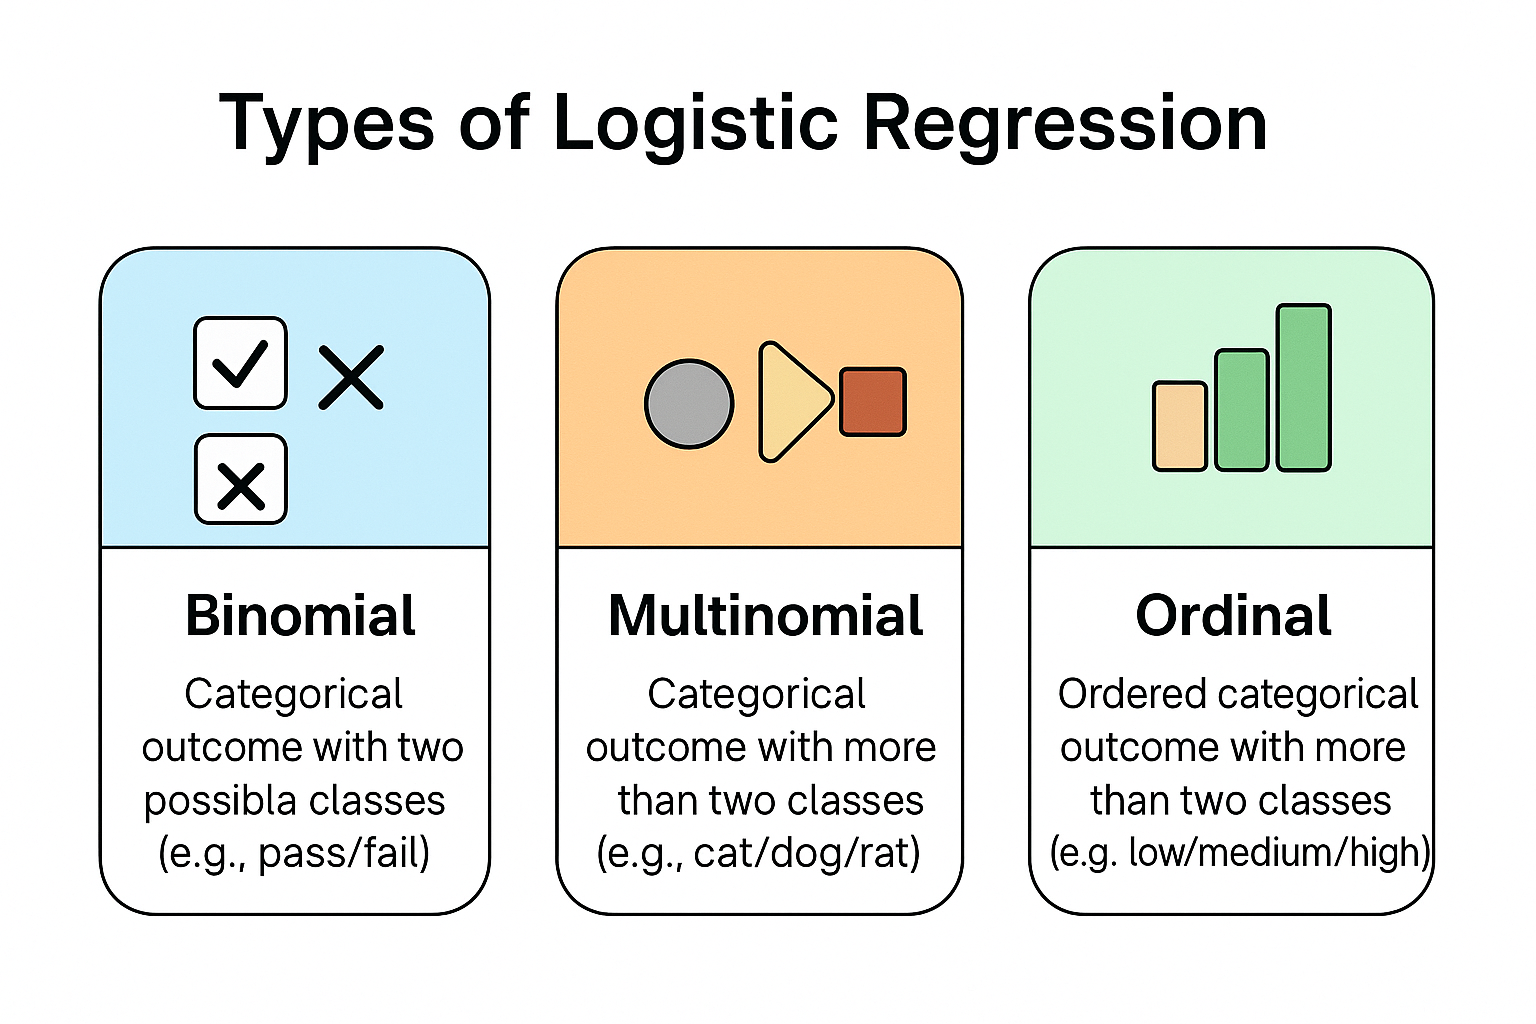 Types of Logistic Regression
Binomial
Categorical
outcome with two
possibla classes
(e.g., pass/fail)
Multinomial
Categorical
outcome with more
than two classes
(e.g., cat/dog/rat)
Ordinal
Ordered categorical
outcome with more
than two classes
(e.g. low/medium/high)